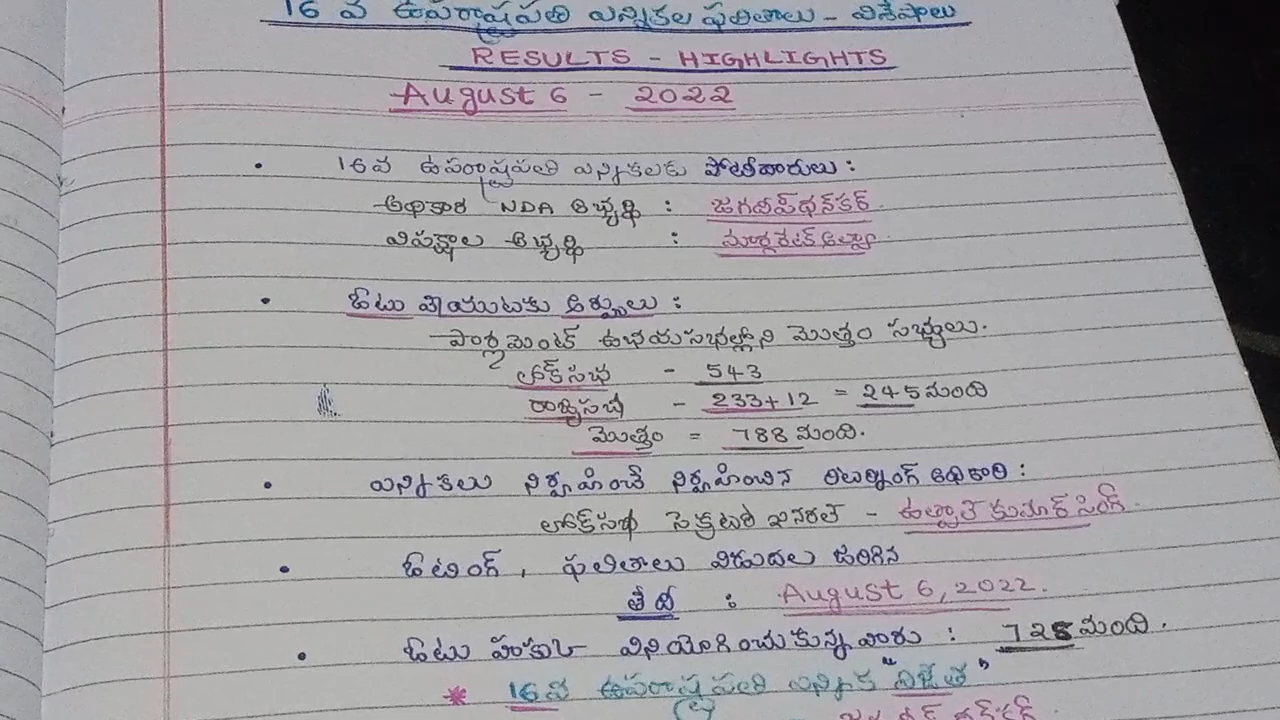 16 వ ఉపరాష్ట్రపతి ఎన్నికల ఫలితాలు - విశేషాలు
RESULTS - HIGHLIGHTS
August 6 - 2022
• 16వ ఉపరాష్ట్రపతి ఎన్నికలకు పోటీదారులు :
అధికార NDA అభ్యర్థి : జగదీప్ ధన్‌కర్
విపక్షాల అభ్యర్థి : మార్గరేట్ ఆల్వా
• ఓటు వేయుటకు అర్హులు :
పార్లమెంట్ ఉభయసభల్లోని మొత్తం సభ్యులు.
లోక్‌సభ - 543
రాజ్యసభ - 233+12 = 245 మంది
మొత్తం = 788 మంది.
• ఎన్నికలు నిర్వహించే నిర్వహించిన రిటర్నింగ్ అధికారి :
లోక్‌సభ సెక్రటరీ జనరల్ - ఉత్పాల్ కుమార్ సింగ్.
• ఓటింగ్, ఫలితాలు విడుదల జరిగిన
తేదీ : August 6, 2022.
• ఓటు హక్కు వినియోగించుకున్న వారు : 725 మంది.
* 16వ ఉపరాష్ట్రపతి ఎన్నిక "విజేత"